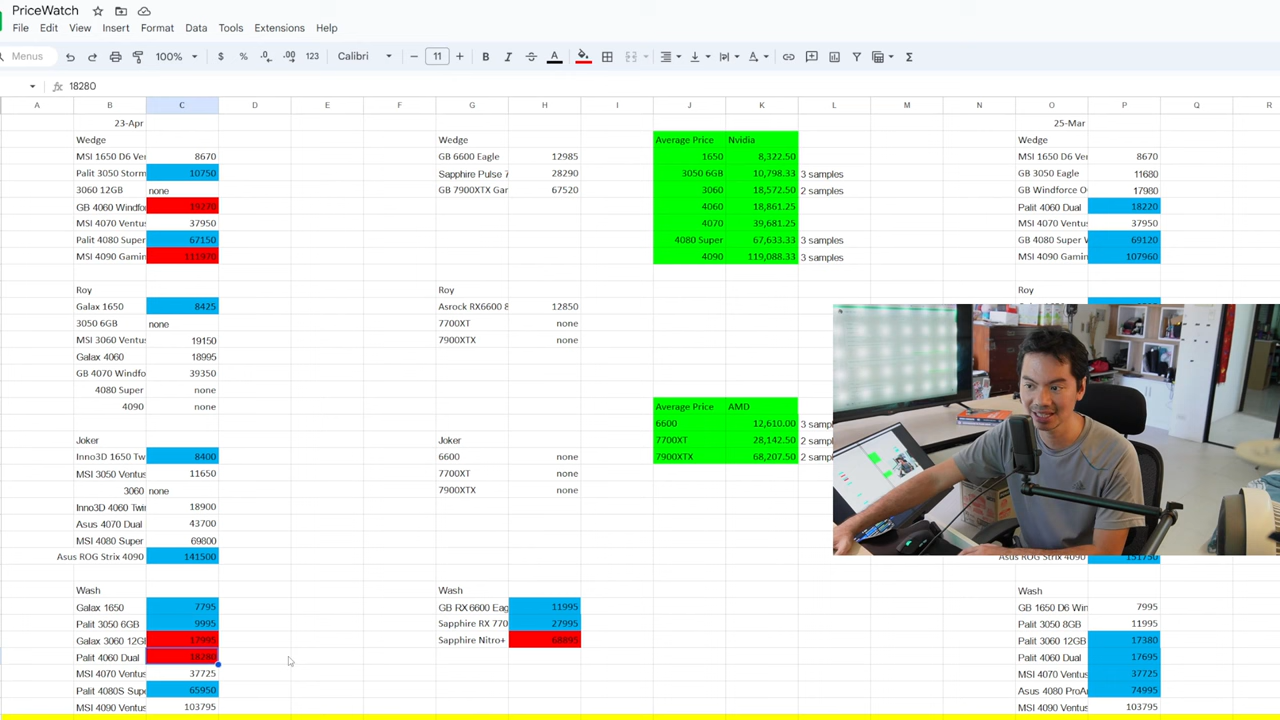 PriceWatch
File Edit View Insert Format Data Tools Extensions Help
Menus 100% $ % .0 .00 123 Calibri 11 B I A
18280
A B C D E F G H I J K L M N O P Q R
23-Apr 25-Mar
Wedge Wedge Average Price Nvidia Wedge
MSI 1650 D6 Ver 8670 GB 6600 Eagle 12985 1650 8,322.50 MSI 1650 D6 Ver 8670
Palit 3050 Storm 10750 Sapphire Pulse 7 28290 3050 6GB 10,798.33 3 samples GB 3050 Eagle 11680
3060 12GB none GB 7900XTX Gar 67520 3060 18,572.50 2 samples GB Windforce O 17980
GB 4060 Windfo 19270 4060 18,861.25 Palit 4060 Dual 18220
MSI 4070 Ventus 37950 4070 39,681.25 MSI 4070 Ventus 37950
Palit 4080 Super 67150 4080 Super 67,633.33 3 samples GB 4080 Super W 69120
MSI 4090 Gamin 111970 4090 119,088.33 3 samples MSI 4090 Gamin 107960
Roy Roy Roy
Galax 1650 8425 Asrock RX6600 8 12850
3050 6GB none 7700XT none
MSI 3060 Ventus 19150 7900XTX none
Galax 4060 18995
GB 4070 Windfo 39350
4080 Super none
4090 none Average Price AMD
6600 12,610.00 3 samp
Joker Joker 7700XT 28,142.50 2 samp
Inno3D 1650 Tw 8400 6600 none 7900XTX 68,207.50 2 samp
MSI 3050 Ventus 11650 7700XT none
3060 none 7900XTX none
Inno3D 4060 Twi 18900
Asus 4070 Dual 43700
MSI 4080 Super 69800
Asus ROG Strix 4090 141500 Asus ROG Strix 4090
Wash Wash Wash
Galax 1650 7795 GB RX 6600 Eag 11995 GB 1650 D6 Win 7995
Palit 3050 6GB 9995 Sapphire RX 770 27995 Palit 3050 8GB 11995
Galax 3060 12G 17995 Sapphire Nitro+ 68895 Palit 3060 12GB 17380
Palit 4060 Dual 18280 Palit 4060 Dual 17695
MSI 4070 Ventus 37725 MSI 4070 Ventus 37725
Palit 4080S Sup 65950 Asus 4080 ProAr 74995
MSI 4090 Ventus 103795 MSI 4090 Ventus 103795